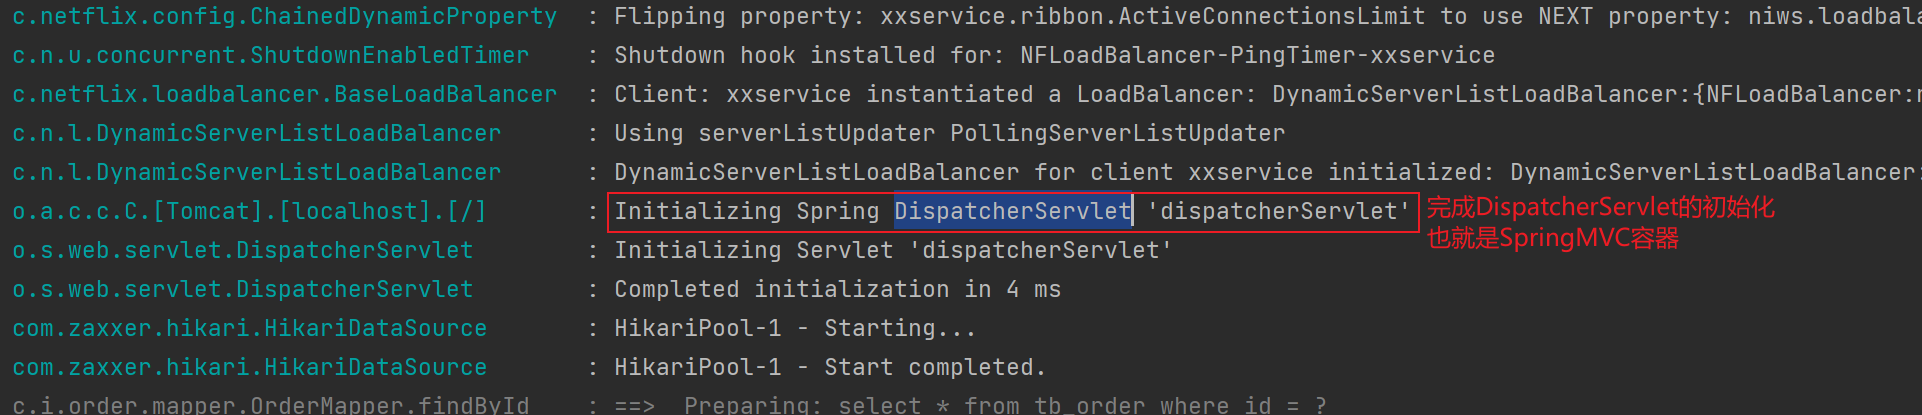 c.netflix.config.ChainedDynamicProperty : Flipping property: xxservice.ribbon.ActiveConnectionsLimit to use NEXT property: niws.loadbala
c.n.u.concurrent.ShutdownEnabledTimer : Shutdown hook installed for: NFLoadBalancer-PingTimer-xxservice
c.netflix.loadbalancer.BaseLoadBalancer : Client: xxservice instantiated a LoadBalancer: DynamicServerListLoadBalancer:{NFLoadBalancer:n
c.n.l.DynamicServerListLoadBalancer : Using serverListUpdater PollingServerListUpdater
c.n.l.DynamicServerListLoadBalancer : DynamicServerListLoadBalancer for client xxservice initialized: DynamicServerListLoadBalancer:
o.a.c.c.C.[Tomcat].[localhost].[/] : Initializing Spring DispatcherServlet 'dispatcherServlet' 完成DispatcherServlet的初始化
也就是SpringMVC容器
o.s.web.servlet.DispatcherServlet : Initializing Servlet 'dispatcherServlet'
o.s.web.servlet.DispatcherServlet : Completed initialization in 4 ms
com.zaxxer.hikari.HikariDataSource : HikariPool-1 - Starting...
com.zaxxer.hikari.HikariDataSource : HikariPool-1 - Start completed.
c.i.order.mapper.OrderMapper.findById : ==> Preparing: select * from tb_order where id = ?